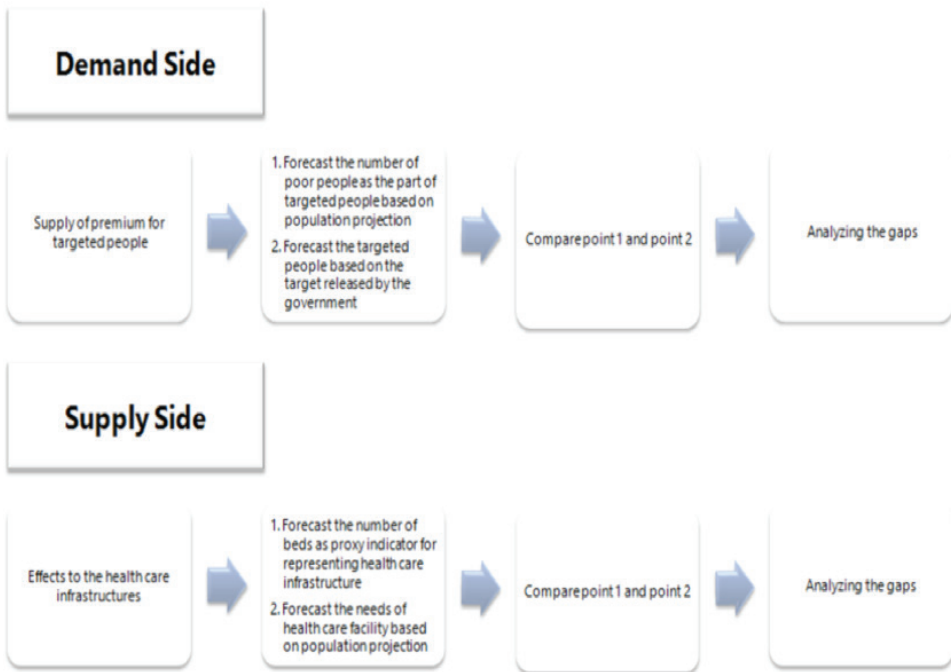 Demand Side
Supply of premium for
targeted people
1. Forecast the number of
poor people as the part of
targeted people based on
population projection
2. Forecast the targeted
people based on the
target released by the
government
Compare point 1 and point 2
Analyzing the gaps
Supply Side
Effects to the health care
infrastructures
1. Forecast the number of
beds as proxy indicator for
representing health care
infrastructure
2. Forecast the needs of
health care facility based
on population projection
Compare point 1 and point 2
Analyzing the gaps